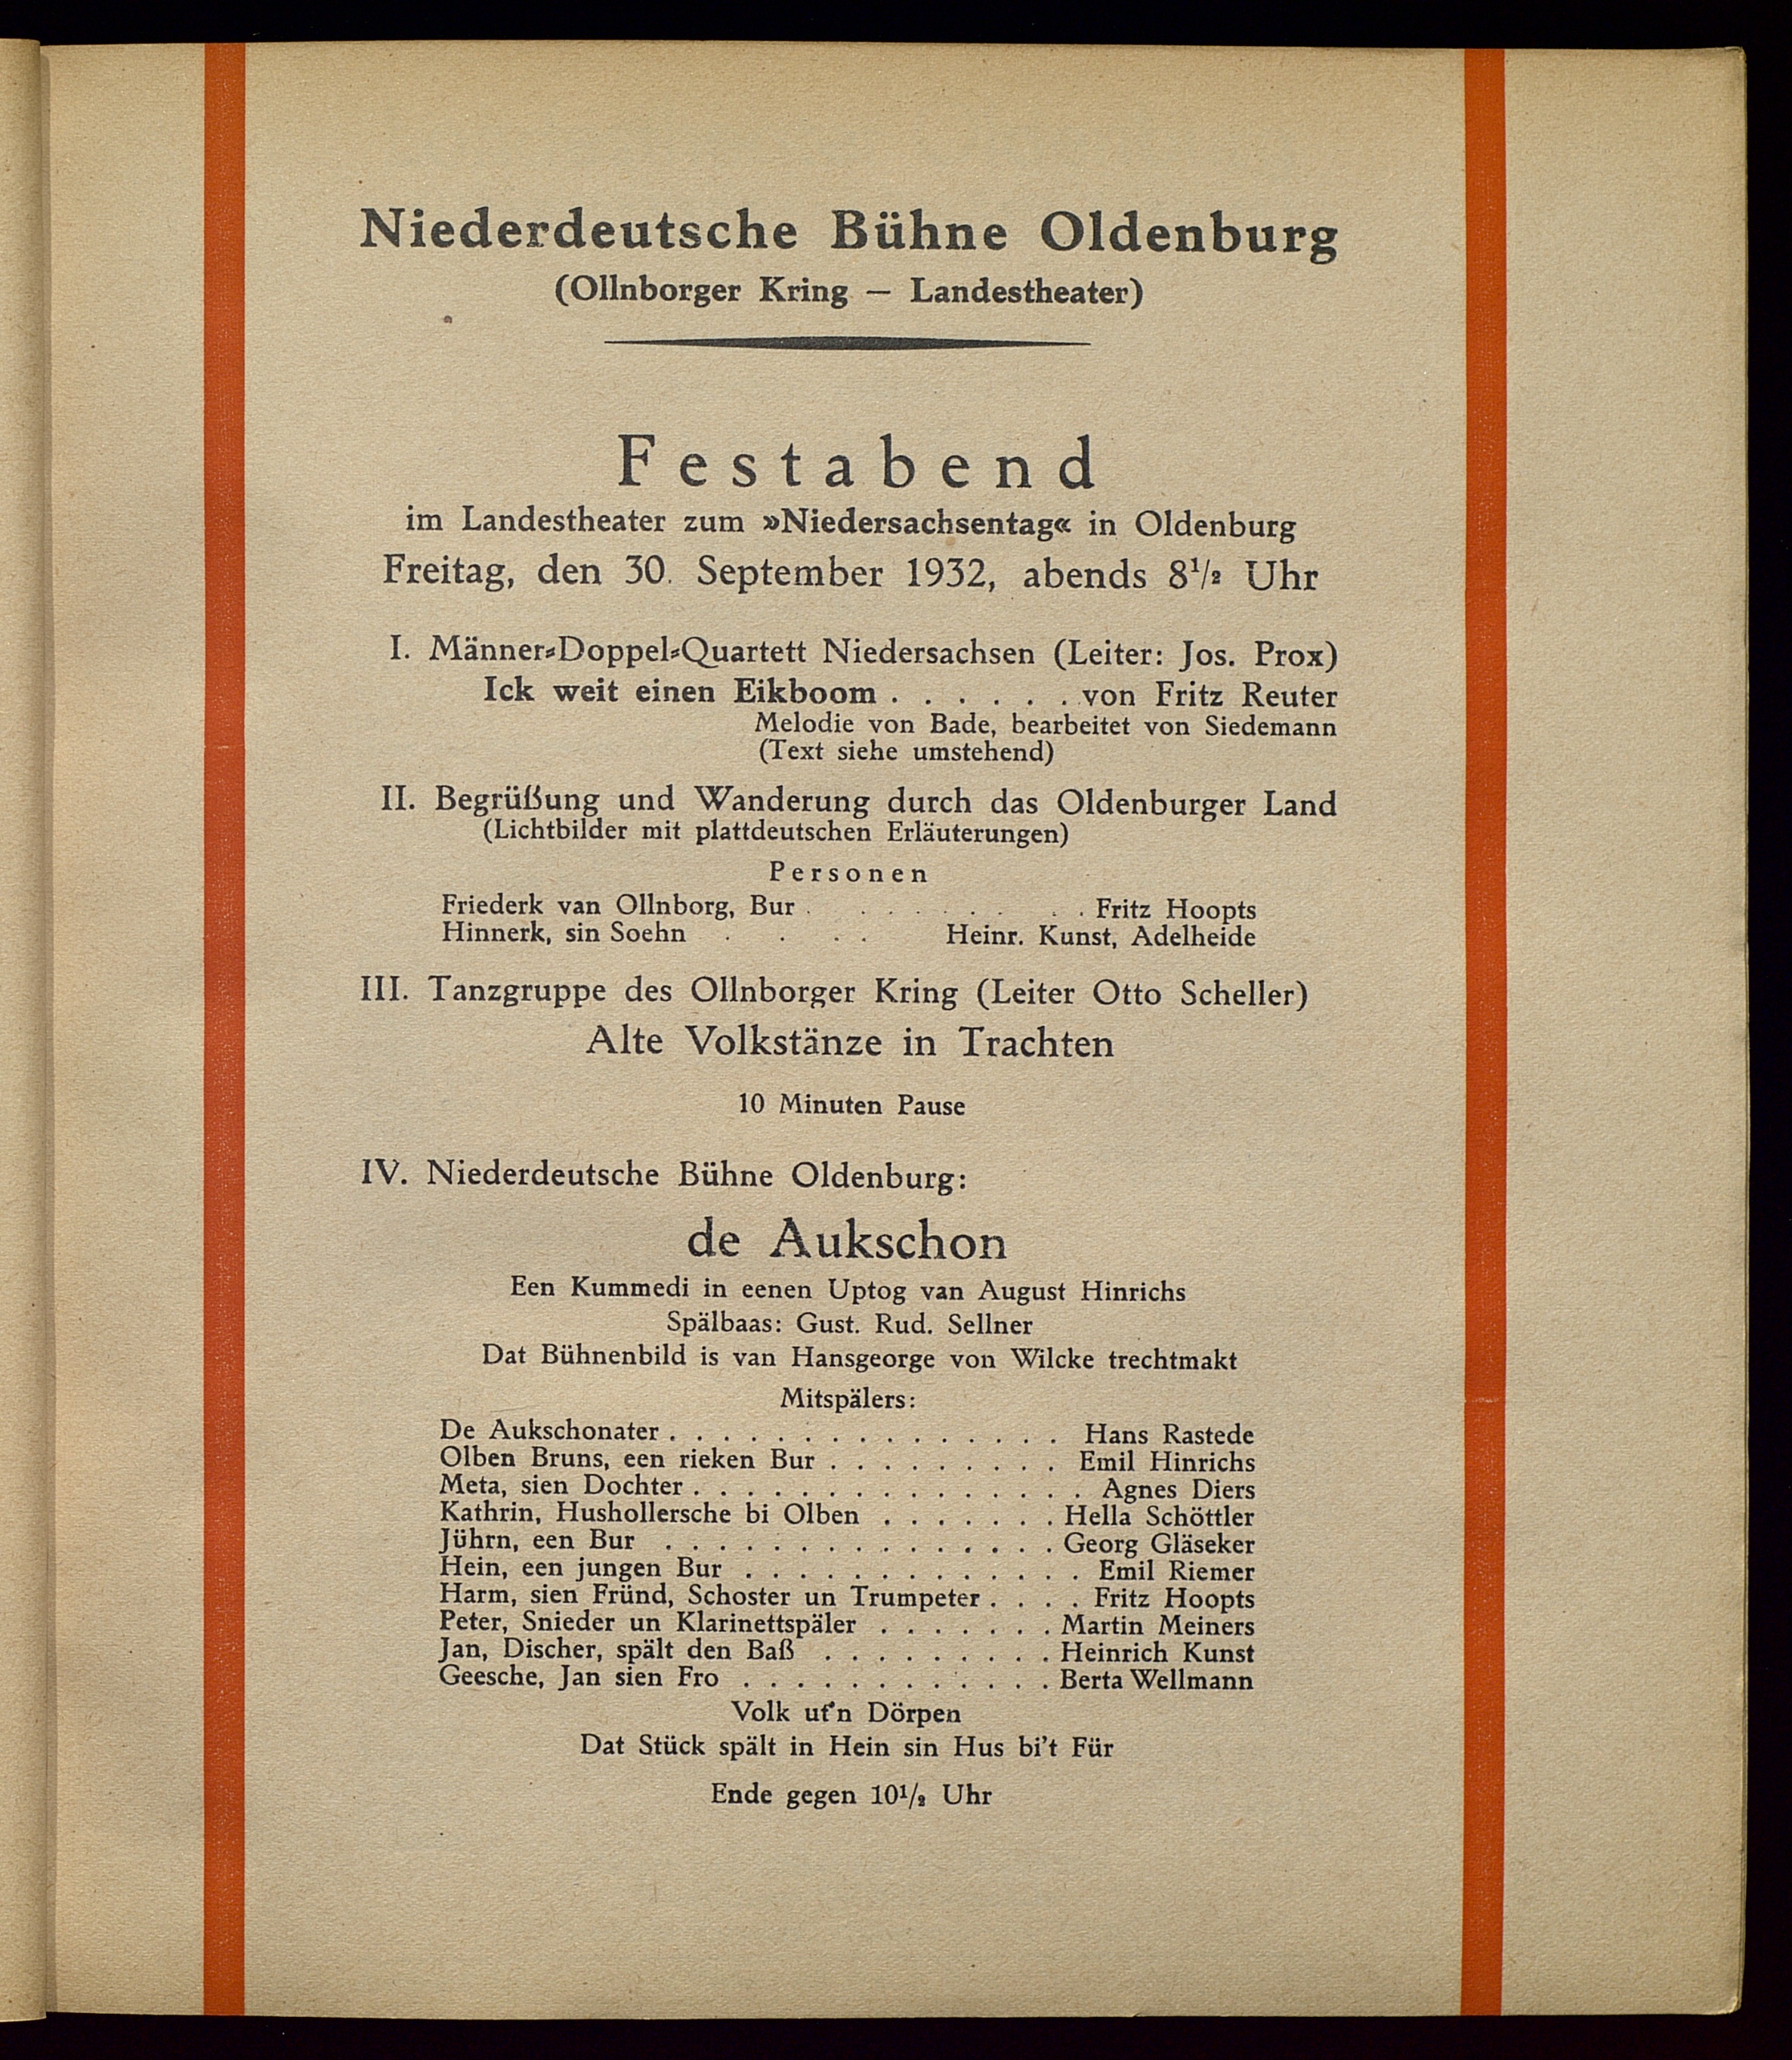 Niederdeutsche Bühne Oldenburg
(Ollnborger Kring — Landestheater)
Festabend
im Landestheater zum »Niedersachsentag« in Oldenburg
Freitag, den 30. September 1932, abends 8½ Uhr
I. Männer-Doppel-Quartett Niedersachsen (Leiter: Jos. Prox)
Ick weit einen Eikboom . . . . . . . von Fritz Reuter
Melodie von Bade, bearbeitet von Siedemann
(Text siehe umstehend)
II. Begrüßung und Wanderung durch das Oldenburger Land
(Lichtbilder mit plattdeutschen Erläuterungen)
Personen
Friederk van Ollnborg, Bur . . . . . . . . . Fritz Hoopts
Hinnerk, sin Soehn . . . . Heinr. Kunst, Adelheide
III. Tanzgruppe des Ollnborger Kring (Leiter Otto Scheller)
Alte Volkstänze in Trachten
10 Minuten Pause
IV. Niederdeutsche Bühne Oldenburg:
de Aukschon
Een Kummedi in eenen Uptog van August Hinrichs
Spälbaas: Gust. Rud. Sellner
Dat Bühnenbild is van Hansgeorge von Wilcke trechtmakt
Mitspälers:
De Aukschonater . . . . . . . . . . . . . . . Hans Rastede
Olben Bruns, een rieken Bur . . . . . . . . . Emil Hinrichs
Meta, sien Dochter . . . . . . . . . . . . . . . Agnes Diers
Kathrin, Hushollersche bi Olben . . . . . . . Hella Schöttler
Jührn, een Bur . . . . . . . . . . . . . . . Georg Gläseker
Hein, een jungen Bur . . . . . . . . . . . . . Emil Riemer
Harm, sien Fründ, Schoster un Trumpeter . . . . Fritz Hoopts
Peter, Snieder un Klarinettspäler . . . . . . . Martin Meiners
Jan, Discher, spält den Baß . . . . . . . . . Heinrich Kunst
Geesche, Jan sien Fro . . . . . . . . . . . . Berta Wellmann
Volk ut'n Dörpen
Dat Stück spält in Hein sin Hus bi't Für
Ende gegen 10½ Uhr